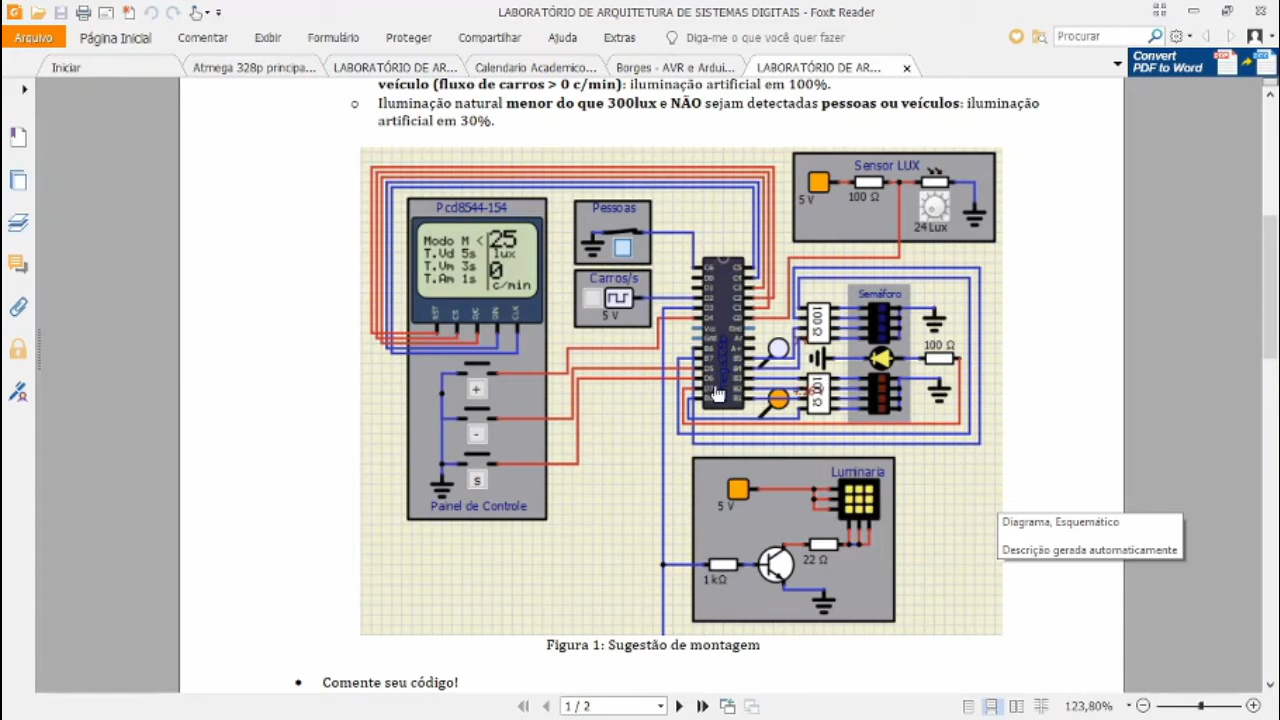 LABORATÓRIO DE ARQUITETURA DE SISTEMAS DIGITAIS - Foxit Reader
Arquivo Página Inicial Comentar Exibir Formulário Proteger Compartilhar Ajuda Extras Diga-me o que você quer fazer Procurar
Iniciar Atmega 328p principa... LABORATÓRIO DE AR... Calendario Academico... Borges - AVR e Ardui... LABORATÓRIO DE AR...
Convert
PDF to Word
veículo (fluxo de carros > 0 c/min): iluminação artificial em 100%.
o Iluminação natural menor do que 300lux e NÃO sejam detectadas pessoas ou veículos: iluminação
artificial em 30%.
Sensor LUX
5 V
100 Ω
24 Lux
Pcd8544-154
Modo M < 25
T.Vd 5s lux
T.Vm 3s 0
T.Am 1s c/min
RST CS D/C DIN CLK
Pessoas
Carros/s
5 V
Semáforo
100 Ω
100 Ω
+
-
s
Painel de Controle
Luminaria
5 V
22 Ω
1 kΩ
Diagrama, Esquemático
Descrição gerada automaticamente
Figura 1: Sugestão de montagem
• Comente seu código!
1 / 2
123,80%